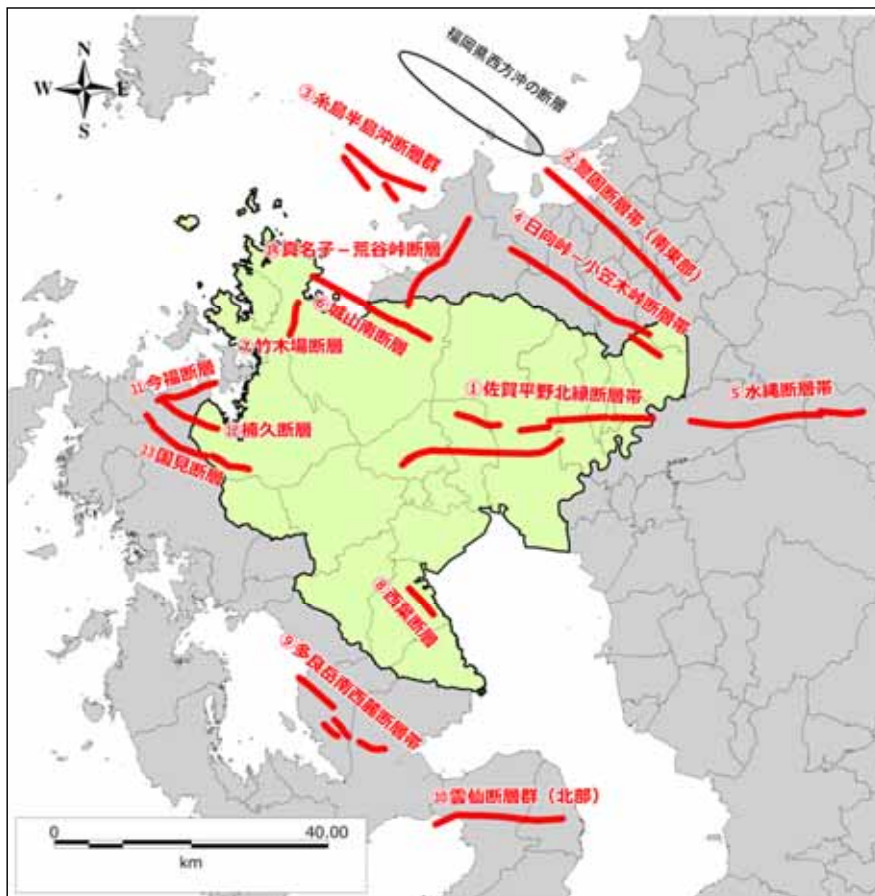 N
W E
S
福岡県西方沖の断層
③糸島半島沖断層群
②警固断層帯（南東部）
④日向峠－小笠木峠断層帯
⑭真名子－荒谷峠断層
⑥城山南断層
⑦竹木場断層
11今福断層
⑫楠久断層
13国見断層
①佐賀平野北縁断層帯
⑤水縄断層帯
⑧西葉断層
⑨多良岳南西麓断層帯
⑩雲仙断層群（北部）
0 40.00
km